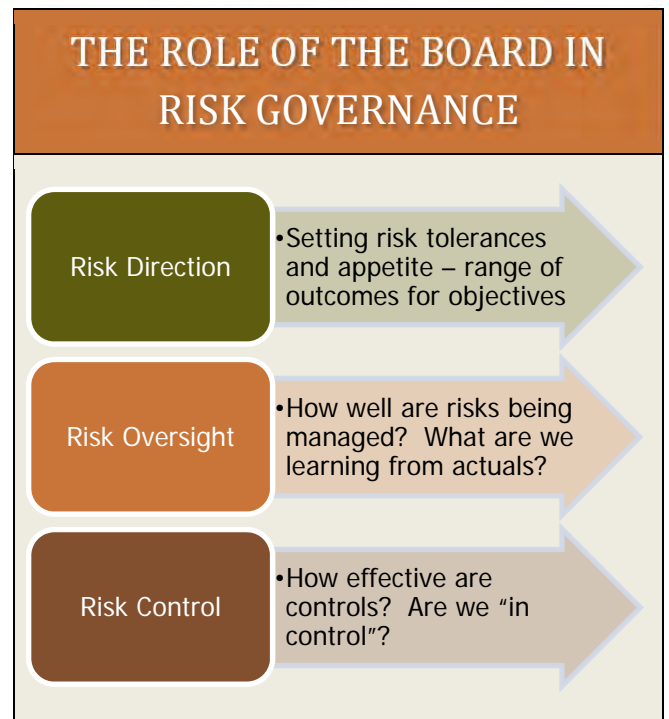 THE ROLE OF THE BOARD IN
RISK GOVERNANCE
Risk Direction
•Setting risk tolerances
and appetite – range of
outcomes for objectives
Risk Oversight
•How well are risks being
managed?  What are we
learning from actuals?
Risk Control
•How effective are
controls?  Are we “in
control”?